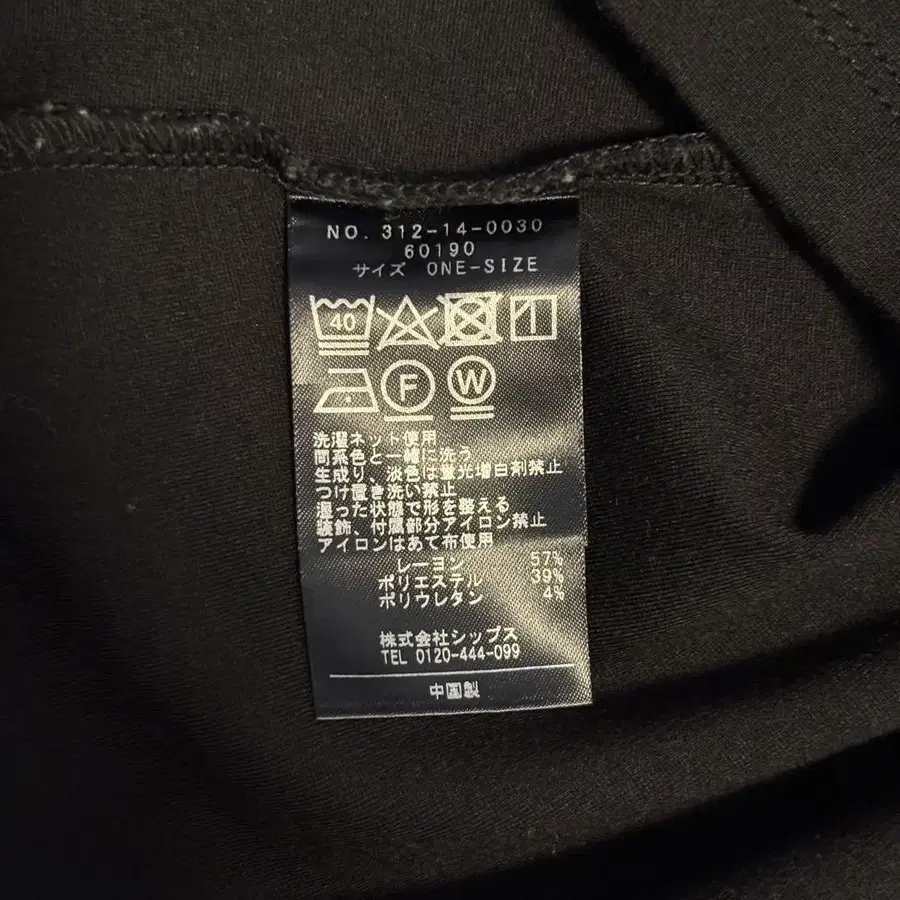 NO. 312-14-0030
60190
サイズ ONE-SIZE
40
F W
洗濯ネット使用
同系色と一緒に洗う
生成り、淡色は蛍光増白剤禁止
つけ置き洗い禁止
湿った状態で形を整える
装飾、付属部分アイロン禁止
アイロンはあて布使用
レーヨン 57%
ポリエステル 39%
ポリウレタン 4%
株式会社シップス
TEL 0120-444-099
中国製